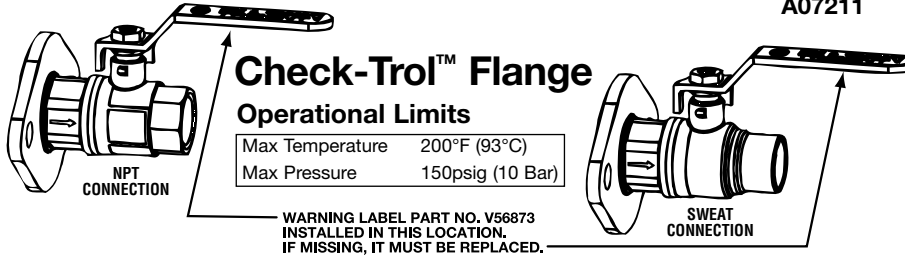 A07211
Check-Trol™ Flange
Operational Limits
Max Temperature 200°F (93°C)
Max Pressure 150psig (10 Bar)
NPT
CONNECTION
WARNING LABEL PART NO. V56873
INSTALLED IN THIS LOCATION.
IF MISSING, IT MUST BE REPLACED.
SWEAT
CONNECTION